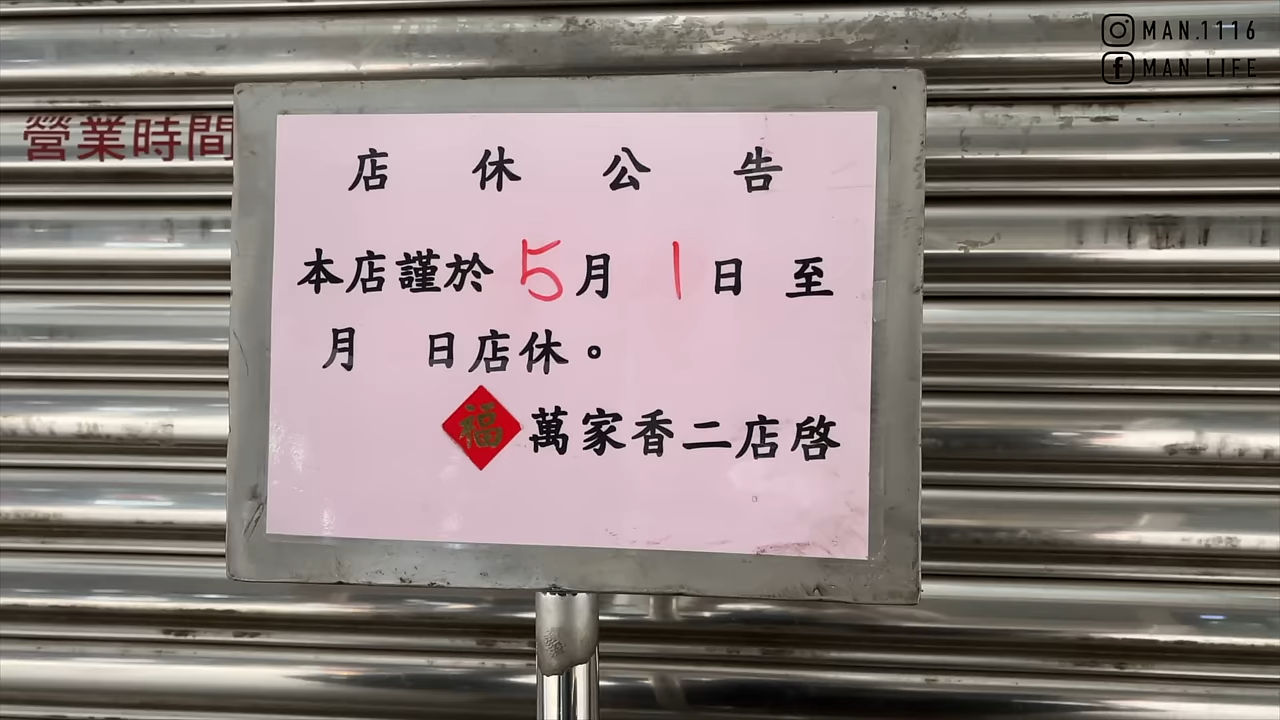 MAN.1116
MAN LIFE
營業時間
店休公告
本店謹於 5月 1日 至
月 日店休。
福 萬家香二店啓